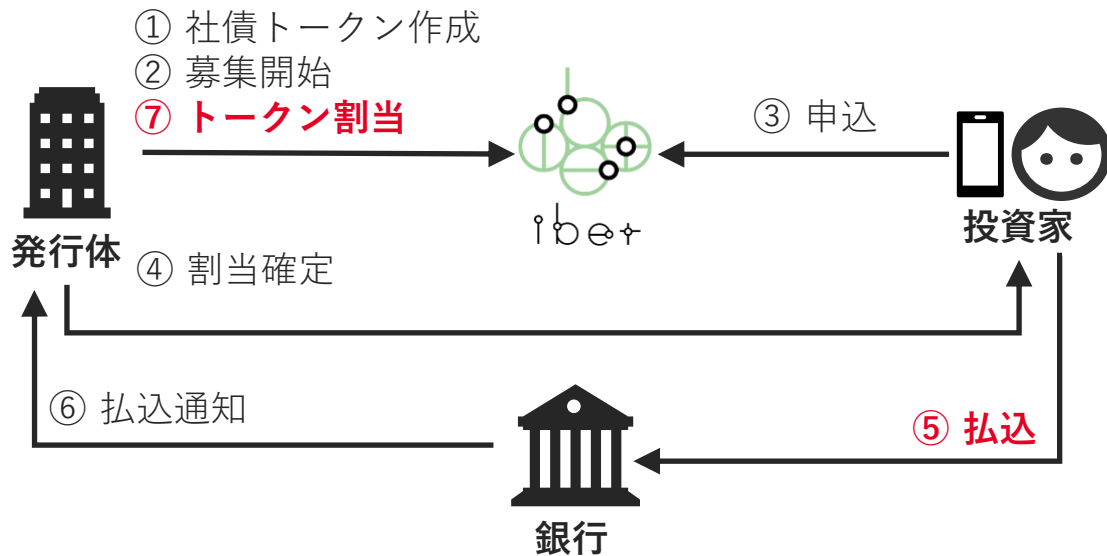 ① 社債トークン作成
② 募集開始
⑦ トークン割当
③ 申込
iber
発行体
投資家
④ 割当確定
⑥ 払込通知
⑤ 払込
銀行